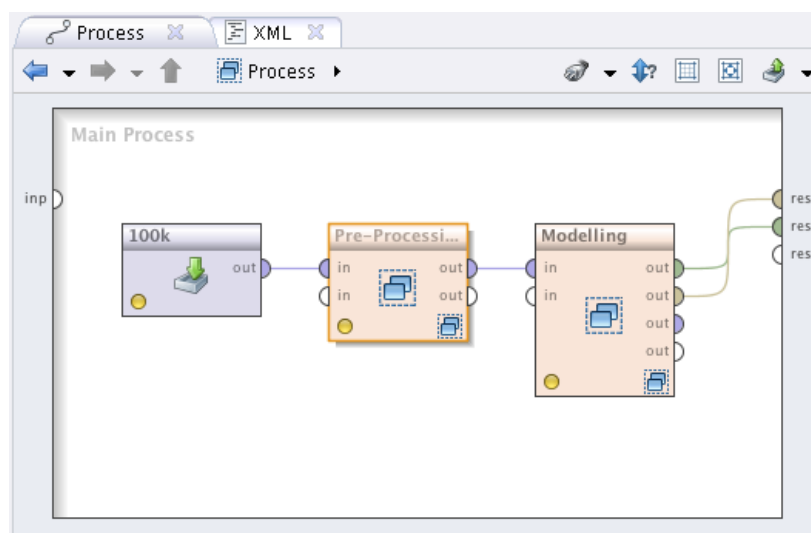 Process XML
Process
Main Process
inp
res
res
res
100k
out
Pre-Processi...
in out
in out
Modelling
in out
in out
out
out